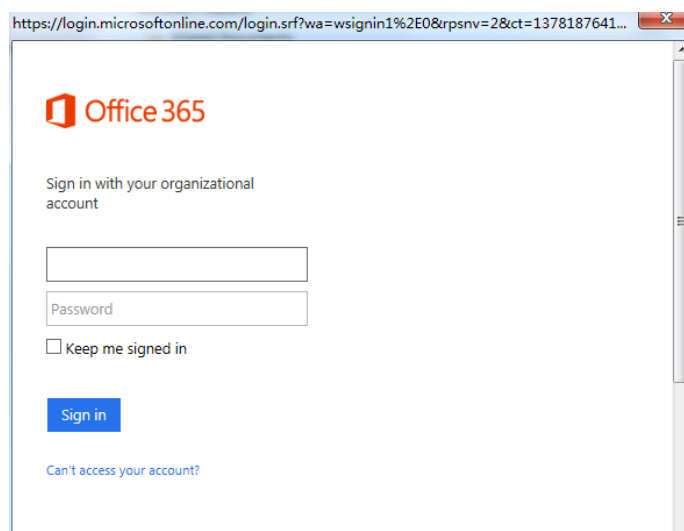 https://login.microsoftonline.com/login.srf?wa=wsignin1%2E0&rpsnv=2&ct=1378187641...
Office 365
Sign in with your organizational
account
Password
Keep me signed in
Sign in
Can't access your account?